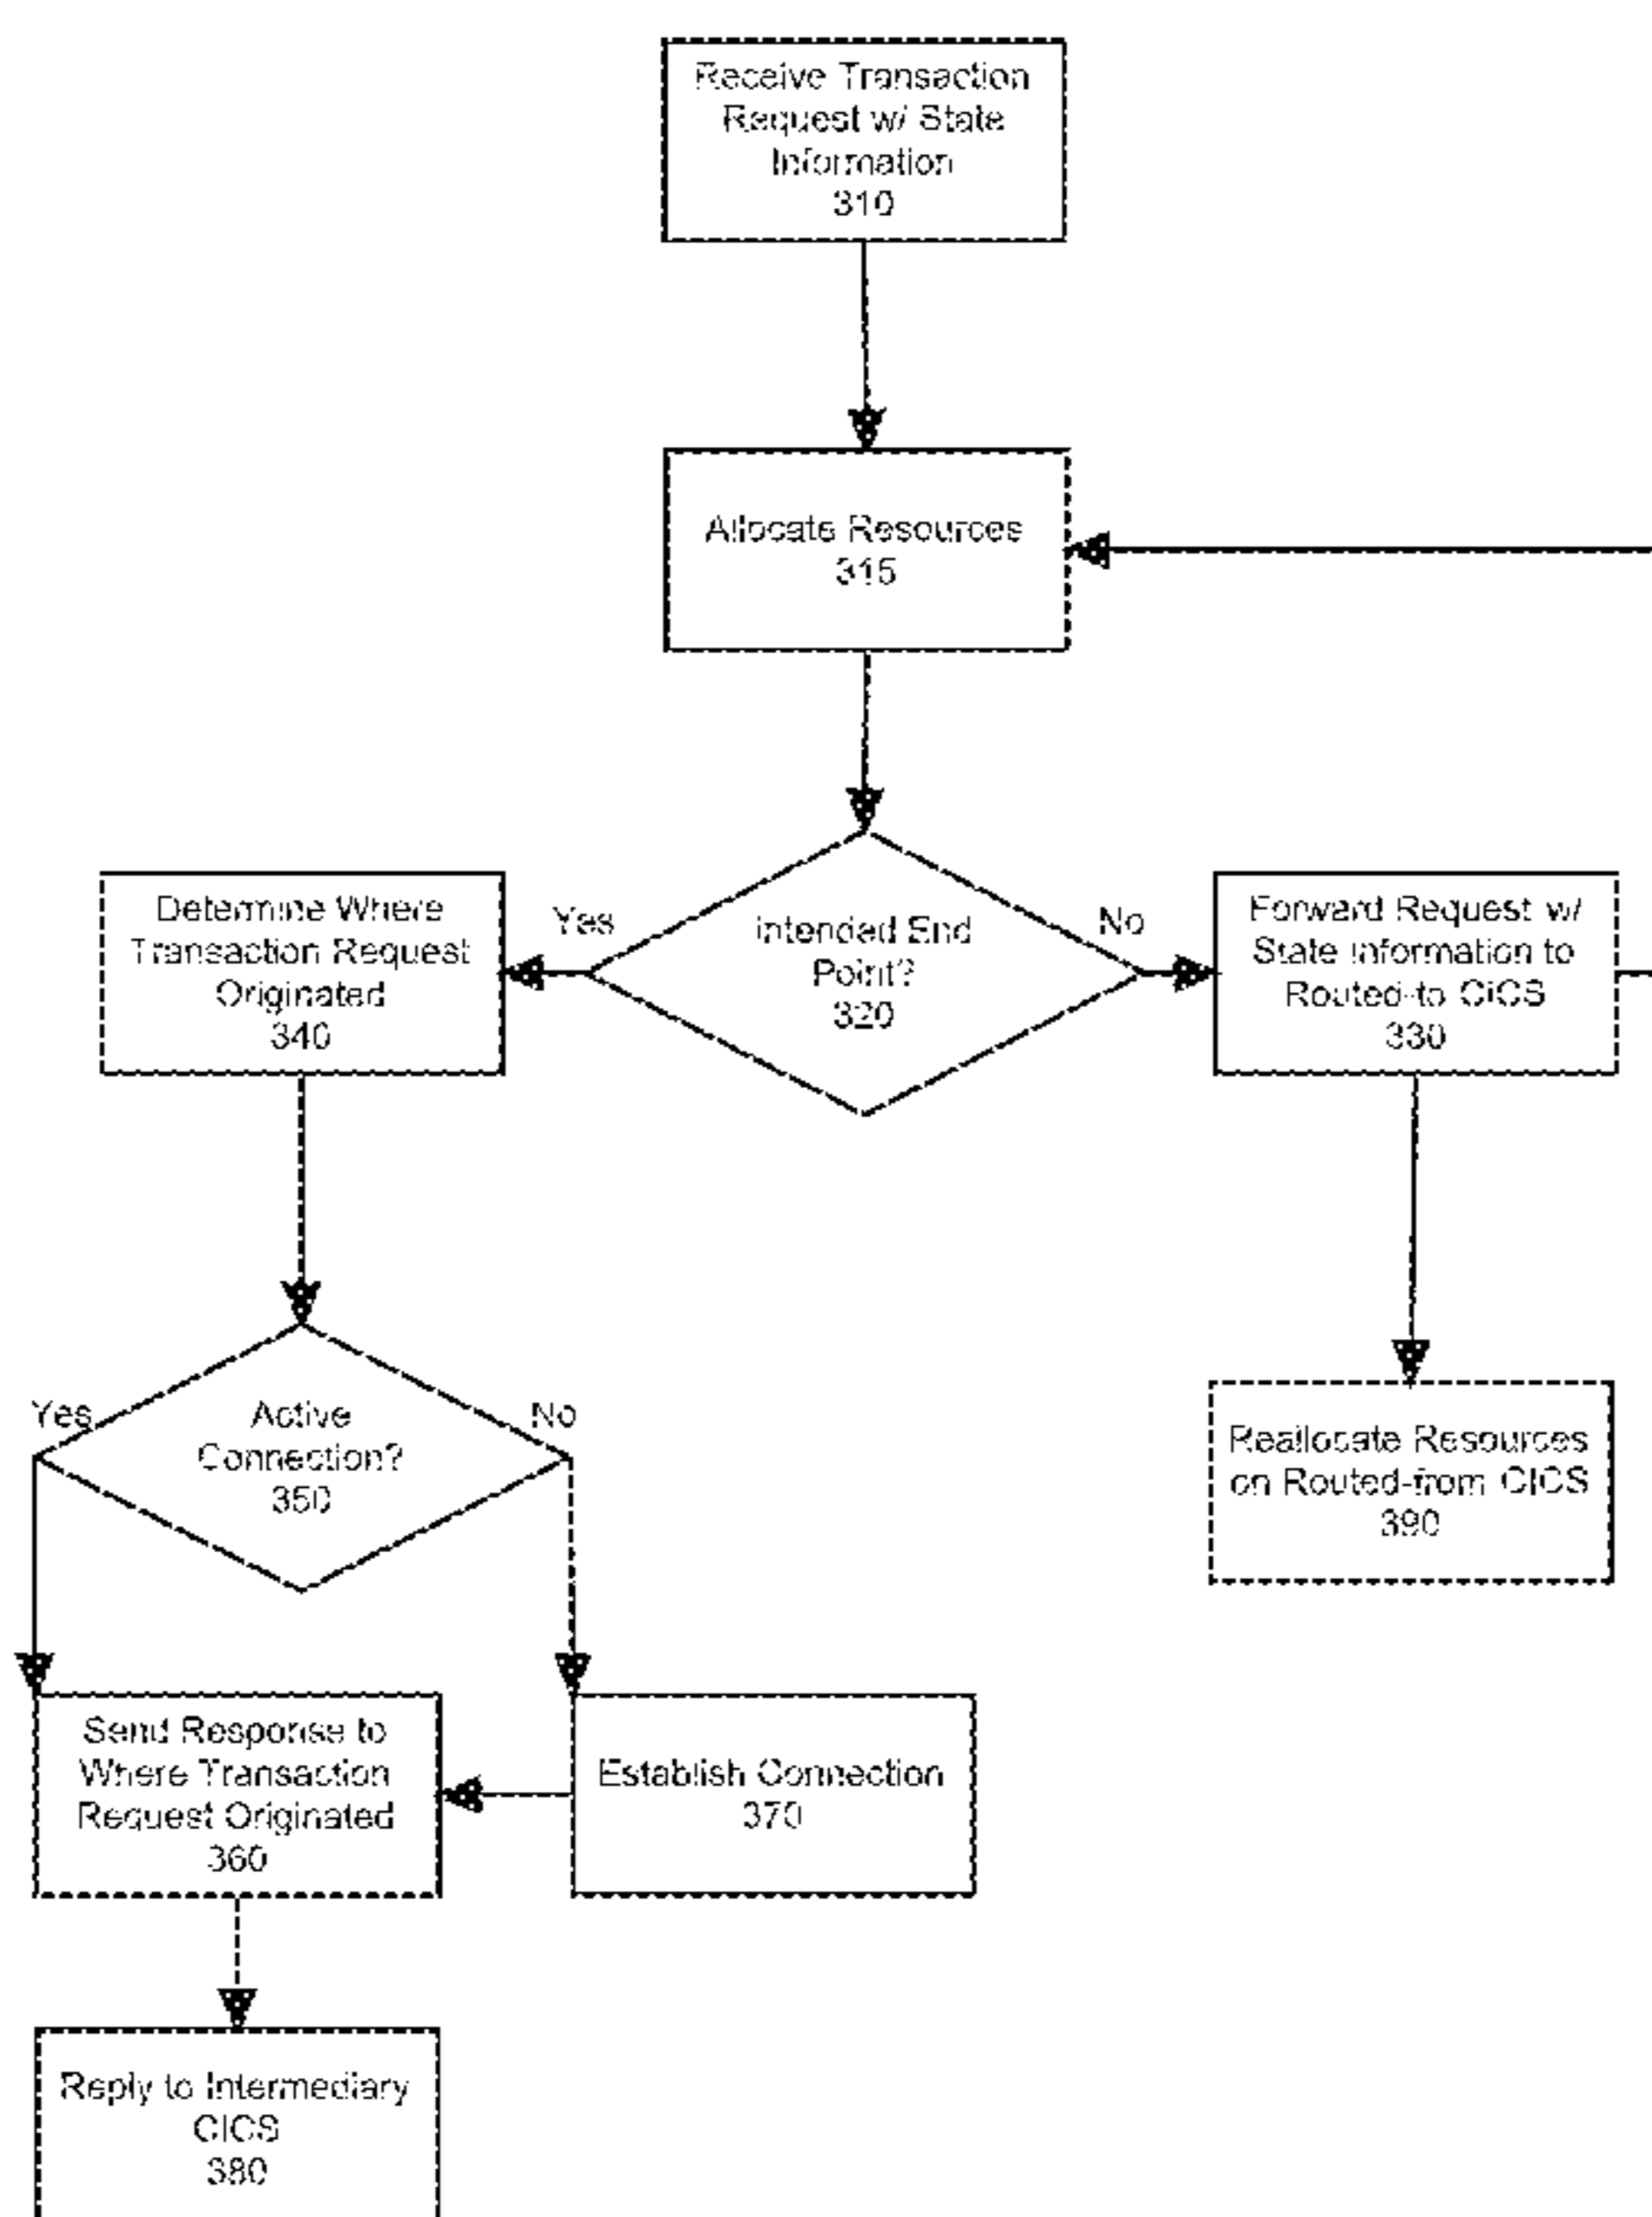 Receive Transaction
Request w/ State
Information
310
Allocate Resources
315
Determine Where
Transaction Request
Originated
340
Yes
Intended End
Point?
320
No
Forward Request w/
State Information to
Routed-to CICS
330
Yes
Active
Connection?
350
No
Reallocate Resources
on Routed-from CICS
390
Send Response to
Where Transaction
Request Originated
360
Establish Connection
370
Reply to Intermediary
CICS
380